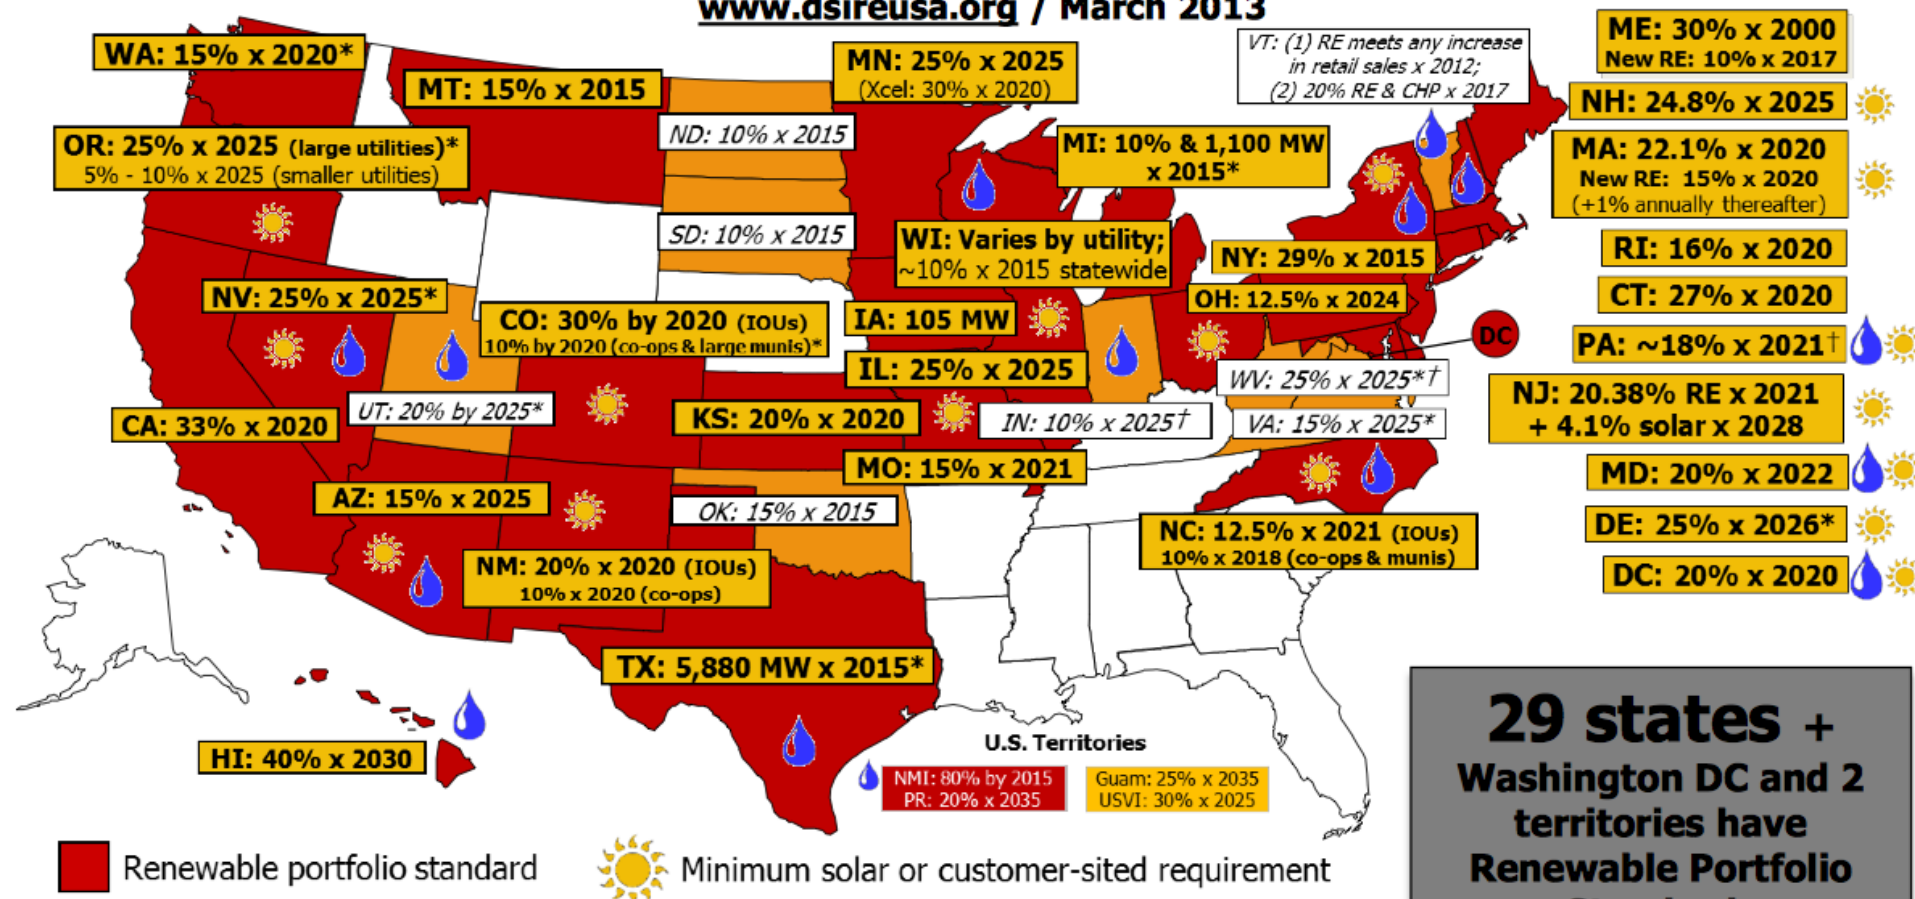 www.dsireusa.org / March 2013
WA: 15% x 2020*
MT: 15% x 2015
MN: 25% x 2025
(Xcel: 30% x 2020)
VT: (1) RE meets any increase
in retail sales x 2012;
(2) 20% RE & CHP x 2017
ME: 30% x 2000
New RE: 10% x 2017
NH: 24.8% x 2025
OR: 25% x 2025 (large utilities)*
5% - 10% x 2025 (smaller utilities)
ND: 10% x 2015
MI: 10% & 1,100 MW
x 2015*
MA: 22.1% x 2020
New RE: 15% x 2020
(+1% annually thereafter)
SD: 10% x 2015
WI: Varies by utility;
~10% x 2015 statewide
NY: 29% x 2015
RI: 16% x 2020
NV: 25% x 2025*
OH: 12.5% x 2024
CT: 27% x 2020
CO: 30% by 2020 (IOUs)
10% by 2020 (co-ops & large munis)*
IA: 105 MW
DC
PA: ~18% x 2021†
IL: 25% x 2025
WV: 25% x 2025*†
UT: 20% by 2025*
KS: 20% x 2020
IN: 10% x 2025†
VA: 15% x 2025*
NJ: 20.38% RE x 2021
+ 4.1% solar x 2028
CA: 33% x 2020
MO: 15% x 2021
MD: 20% x 2022
AZ: 15% x 2025
OK: 15% x 2015
NC: 12.5% x 2021 (IOUs)
10% x 2018 (co-ops & munis)
DE: 25% x 2026*
NM: 20% x 2020 (IOUs)
10% x 2020 (co-ops)
DC: 20% x 2020
TX: 5,880 MW x 2015*
HI: 40% x 2030
U.S. Territories
NMI: 80% by 2015
PR: 20% x 2035
Guam: 25% x 2035
USVI: 30% x 2025
29 states +
Washington DC and 2
territories have
Renewable Portfolio
Renewable portfolio standard
Minimum solar or customer-sited requirement